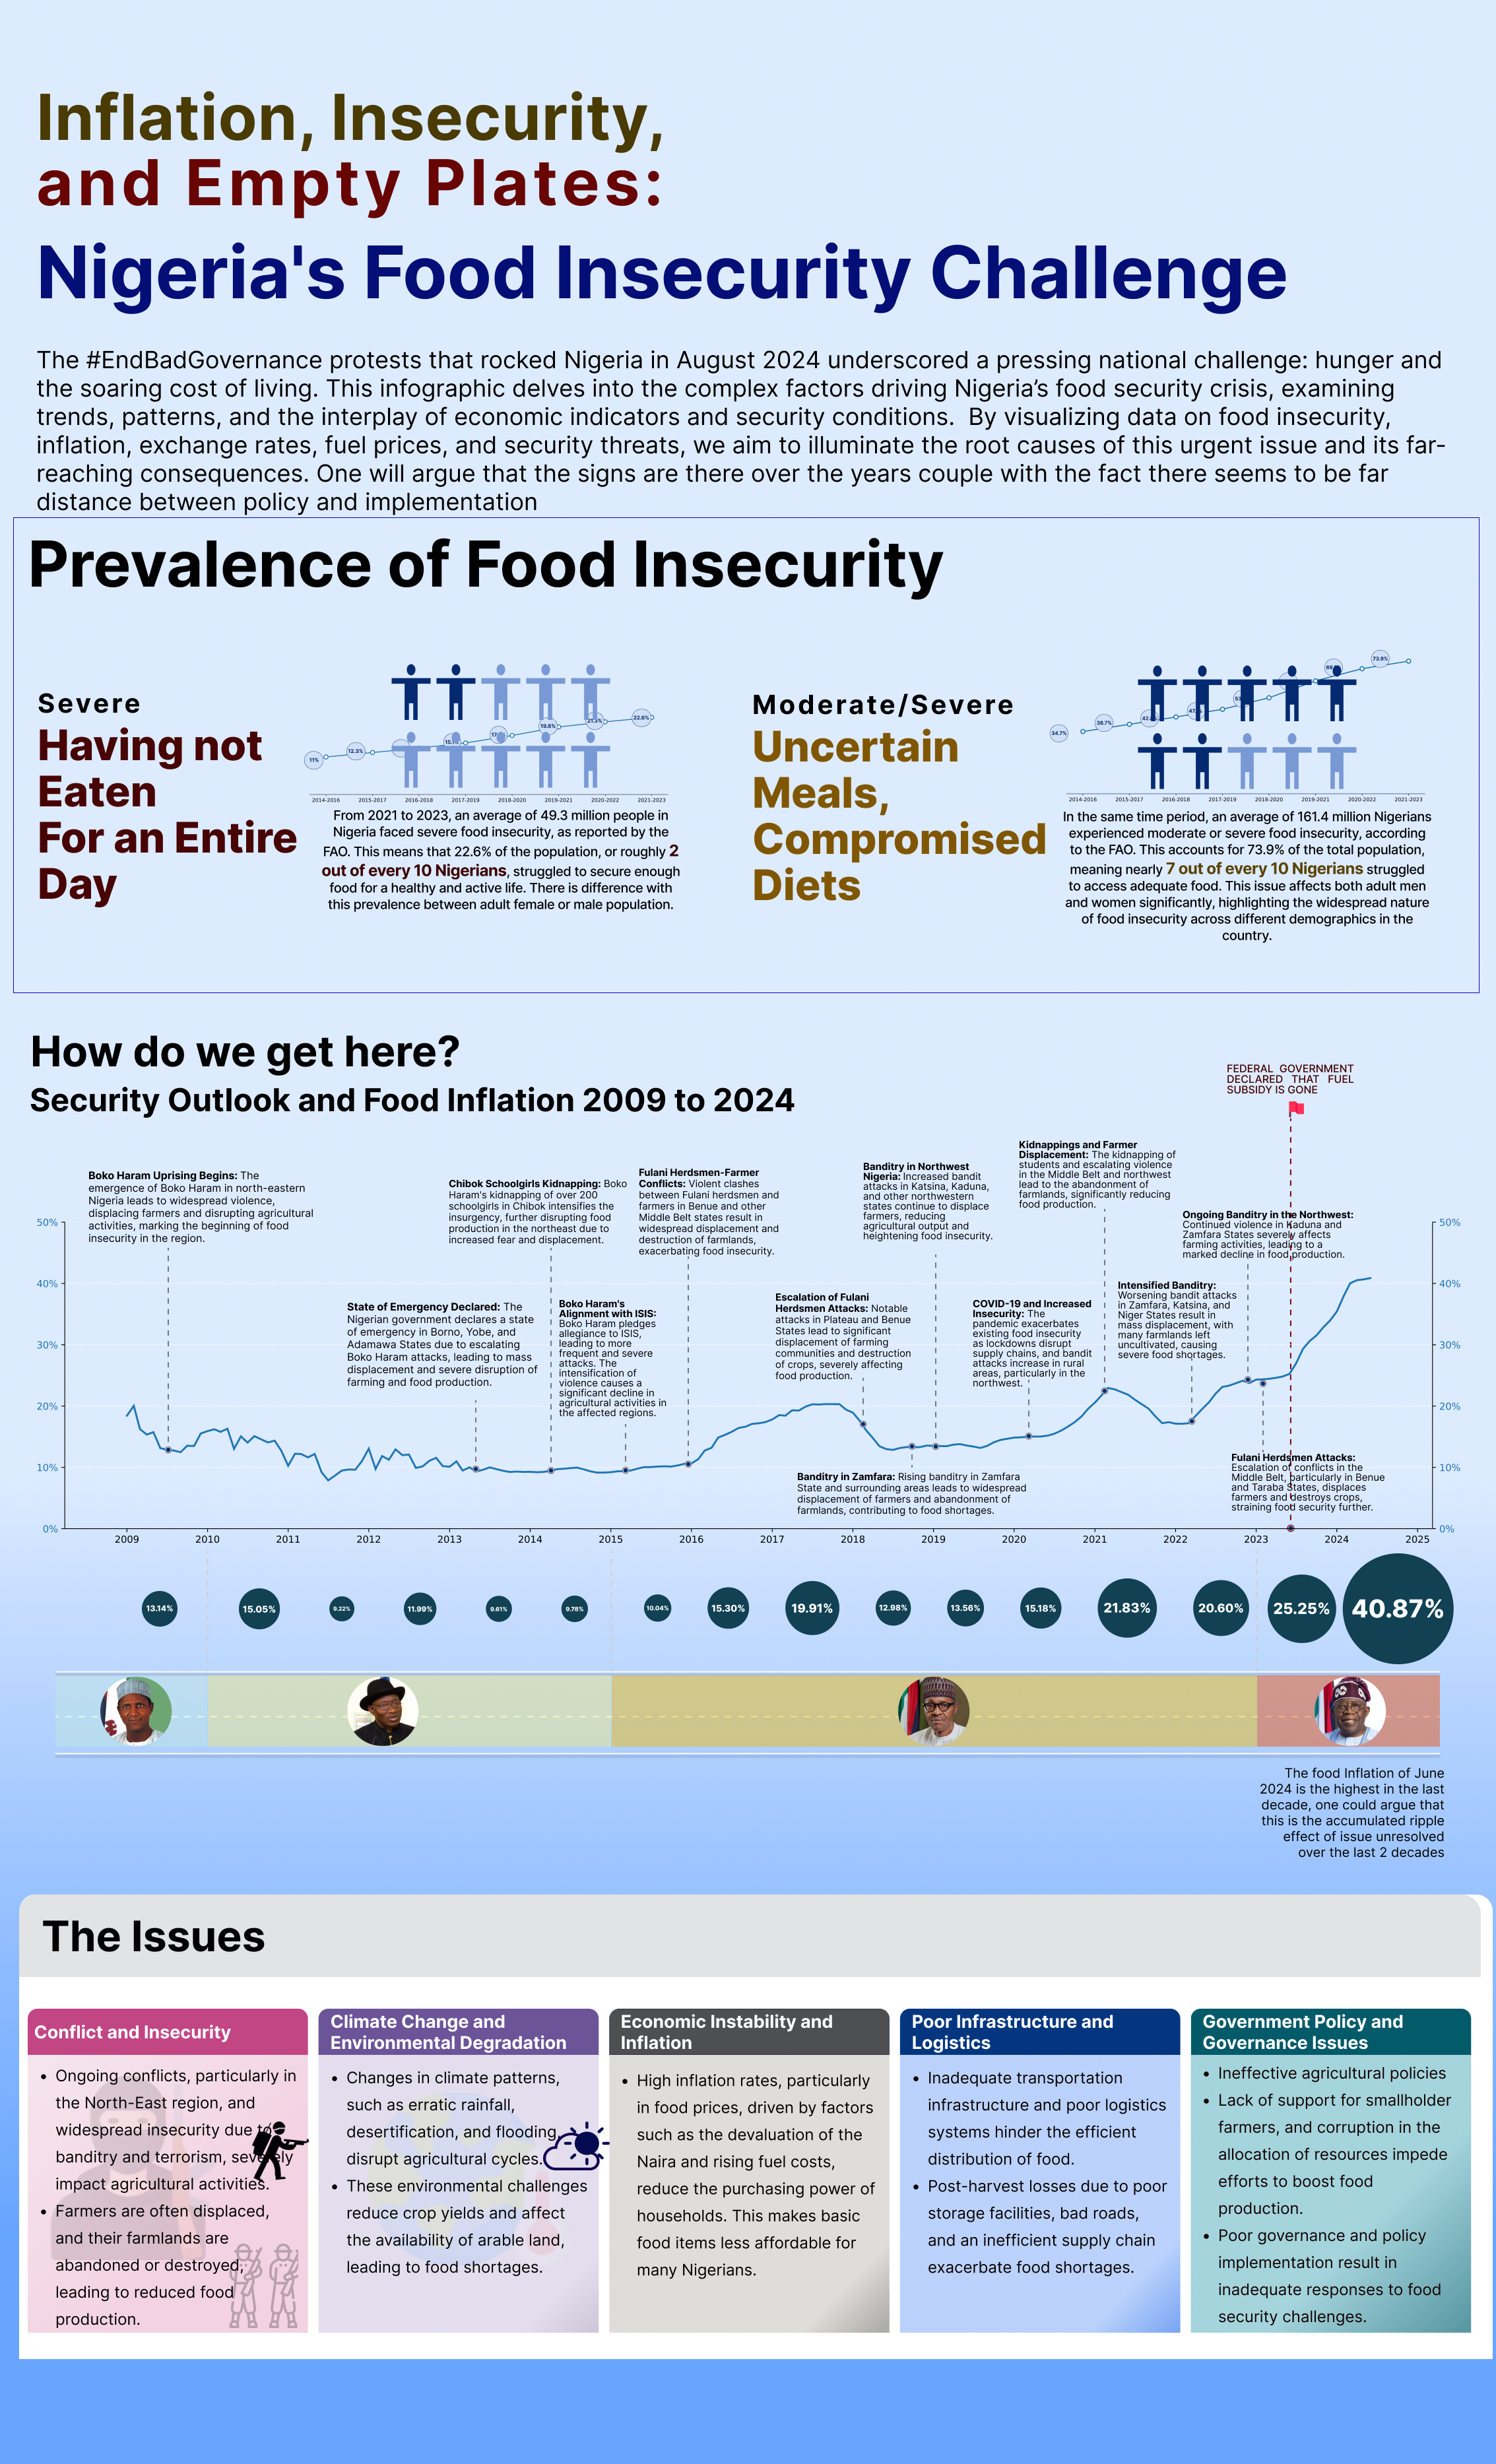 Inflation, Insecurity,
and Empty Plates:
Nigeria's Food Insecurity Challenge
The #EndBadGovernance protests that rocked Nigeria in August 2024 underscored a pressing national challenge: hunger and
the soaring cost of living. This infographic delves into the complex factors driving Nigeria’s food security crisis, examining
trends, patterns, and the interplay of economic indicators and security conditions.  By visualizing data on food insecurity,
inflation, exchange rates, fuel prices, and security threats, we aim to illuminate the root causes of this urgent issue and its far-
reaching consequences. One will argue that the signs are there over the years couple with the fact there seems to be far
distance between policy and implementation
Prevalence of Food Insecurity
Severe
Having not
Eaten
For an Entire
Day
11%
12.3%
19.8%
21.3%
22.6%
2014-2016 2015-2017 2016-2018 2017-2019 2018-2020 2019-2021 2020-2022 2021-2023
From 2021 to 2023, an average of 49.3 million people in
Nigeria faced severe food insecurity, as reported by the
FAO. This means that 22.6% of the population, or roughly 2
out of every 10 Nigerians, struggled to secure enough
food for a healthy and active life. There is difference with
this prevalence between adult female or male population.
Moderate/Severe
Uncertain
Meals,
Compromised
Diets
34.7%
38.7%
73.9%
2014-2016 2015-2017 2016-2018 2017-2019 2018-2020 2019-2021 2020-2022 2021-2023
In the same time period, an average of 161.4 million Nigerians
experienced moderate or severe food insecurity, according
to the FAO. This accounts for 73.9% of the total population,
meaning nearly 7 out of every 10 Nigerians struggled
to access adequate food. This issue affects both adult men
and women significantly, highlighting the widespread nature
of food insecurity across different demographics in the
country.
How do we get here?
Security Outlook and Food Inflation 2009 to 2024
FEDERAL GOVERNMENT
DECLARED THAT FUEL
SUBSIDY IS GONE
Boko Haram Uprising Begins: The
emergence of Boko Haram in north-eastern
Nigeria leads to widespread violence,
displacing farmers and disrupting agricultural
activities, marking the beginning of food
insecurity in the region.
State of Emergency Declared: The
Nigerian government declares a state
of emergency in Borno, Yobe, and
Adamawa States due to escalating
Boko Haram attacks, leading to mass
displacement and severe disruption of
farming and food production.
Chibok Schoolgirls Kidnapping: Boko
Haram's kidnapping of over 200
schoolgirls in Chibok intensifies the
insurgency, further disrupting food
production in the northeast due to
increased fear and displacement.
Boko Haram's
Alignment with ISIS:
Boko Haram pledges
allegiance to ISIS,
leading to more
frequent and severe
attacks. The
intensification of
violence causes a
significant decline in
agricultural activities in
the affected regions.
Fulani Herdsmen-Farmer
Conflicts: Violent clashes
between Fulani herdsmen and
farmers in Benue and other
Middle Belt states result in
widespread displacement and
destruction of farmlands,
exacerbating food insecurity.
Escalation of Fulani
Herdsmen Attacks: Notable
attacks in Plateau and Benue
States lead to significant
displacement of farming
communities and destruction
of crops, severely affecting
food production.
Banditry in Northwest
Nigeria: Increased bandit
attacks in Katsina, Kaduna,
and other northwestern
states continue to displace
farmers, reducing
agricultural output and
heightening food insecurity.
Banditry in Zamfara: Rising banditry in Zamfara
State and surrounding areas leads to widespread
displacement of farmers and abandonment of
farmlands, contributing to food shortages.
COVID-19 and Increased
Insecurity: The
pandemic exacerbates
existing food insecurity
as lockdowns disrupt
supply chains, and bandit
attacks increase in rural
areas, particularly in the
northwest.
Kidnappings and Farmer
Displacement: The kidnapping of
students and escalating violence
in the Middle Belt and northwest
lead to the abandonment of
farmlands, significantly reducing
food production.
Intensified Banditry:
Worsening bandit attacks
in Zamfara, Katsina, and
Niger States result in
mass displacement, with
many farmlands left
uncultivated, causing
severe food shortages.
Ongoing Banditry in the Northwest:
Continued violence in Kaduna and
Zamfara States severely affects
farming activities, leading to a
marked decline in food production.
Fulani Herdsmen Attacks:
Escalation of conflicts in the
Middle Belt, particularly in Benue
and Taraba States, displaces
farmers and destroys crops,
straining food security further.
50% 50%
40% 40%
30% 30%
20% 20%
10% 10%
0% 0%
2009 2010 2011 2012 2013 2014 2015 2016 2017 2018 2019 2020 2021 2022 2023 2024 2025
13.14% 15.05% 9.22% 11.99% 9.61% 9.78% 10.04% 15.30% 19.91% 12.98% 13.56% 15.18% 21.83% 20.60% 25.25% 40.87%
The food Inflation of June
2024 is the highest in the last
decade, one could argue that
this is the accumulated ripple
effect of issue unresolved
over the last 2 decades
The Issues
Conflict and Insecurity
• Ongoing conflicts, particularly in
the North-East region, and
widespread insecurity due to
banditry and terrorism, severely
impact agricultural activities.
• Farmers are often displaced,
and their farmlands are
abandoned or destroyed,
leading to reduced food
production.
Climate Change and
Environmental Degradation
• Changes in climate patterns,
such as erratic rainfall,
desertification, and flooding,
disrupt agricultural cycles.
• These environmental challenges
reduce crop yields and affect
the availability of arable land,
leading to food shortages.
Economic Instability and
Inflation
• High inflation rates, particularly
in food prices, driven by factors
such as the devaluation of the
Naira and rising fuel costs,
reduce the purchasing power of
households. This makes basic
food items less affordable for
many Nigerians.
Poor Infrastructure and
Logistics
• Inadequate transportation
infrastructure and poor logistics
systems hinder the efficient
distribution of food.
• Post-harvest losses due to poor
storage facilities, bad roads,
and an inefficient supply chain
exacerbate food shortages.
Government Policy and
Governance Issues
• Ineffective agricultural policies
• Lack of support for smallholder
farmers, and corruption in the
allocation of resources impede
efforts to boost food
production.
• Poor governance and policy
implementation result in
inadequate responses to food
security challenges.